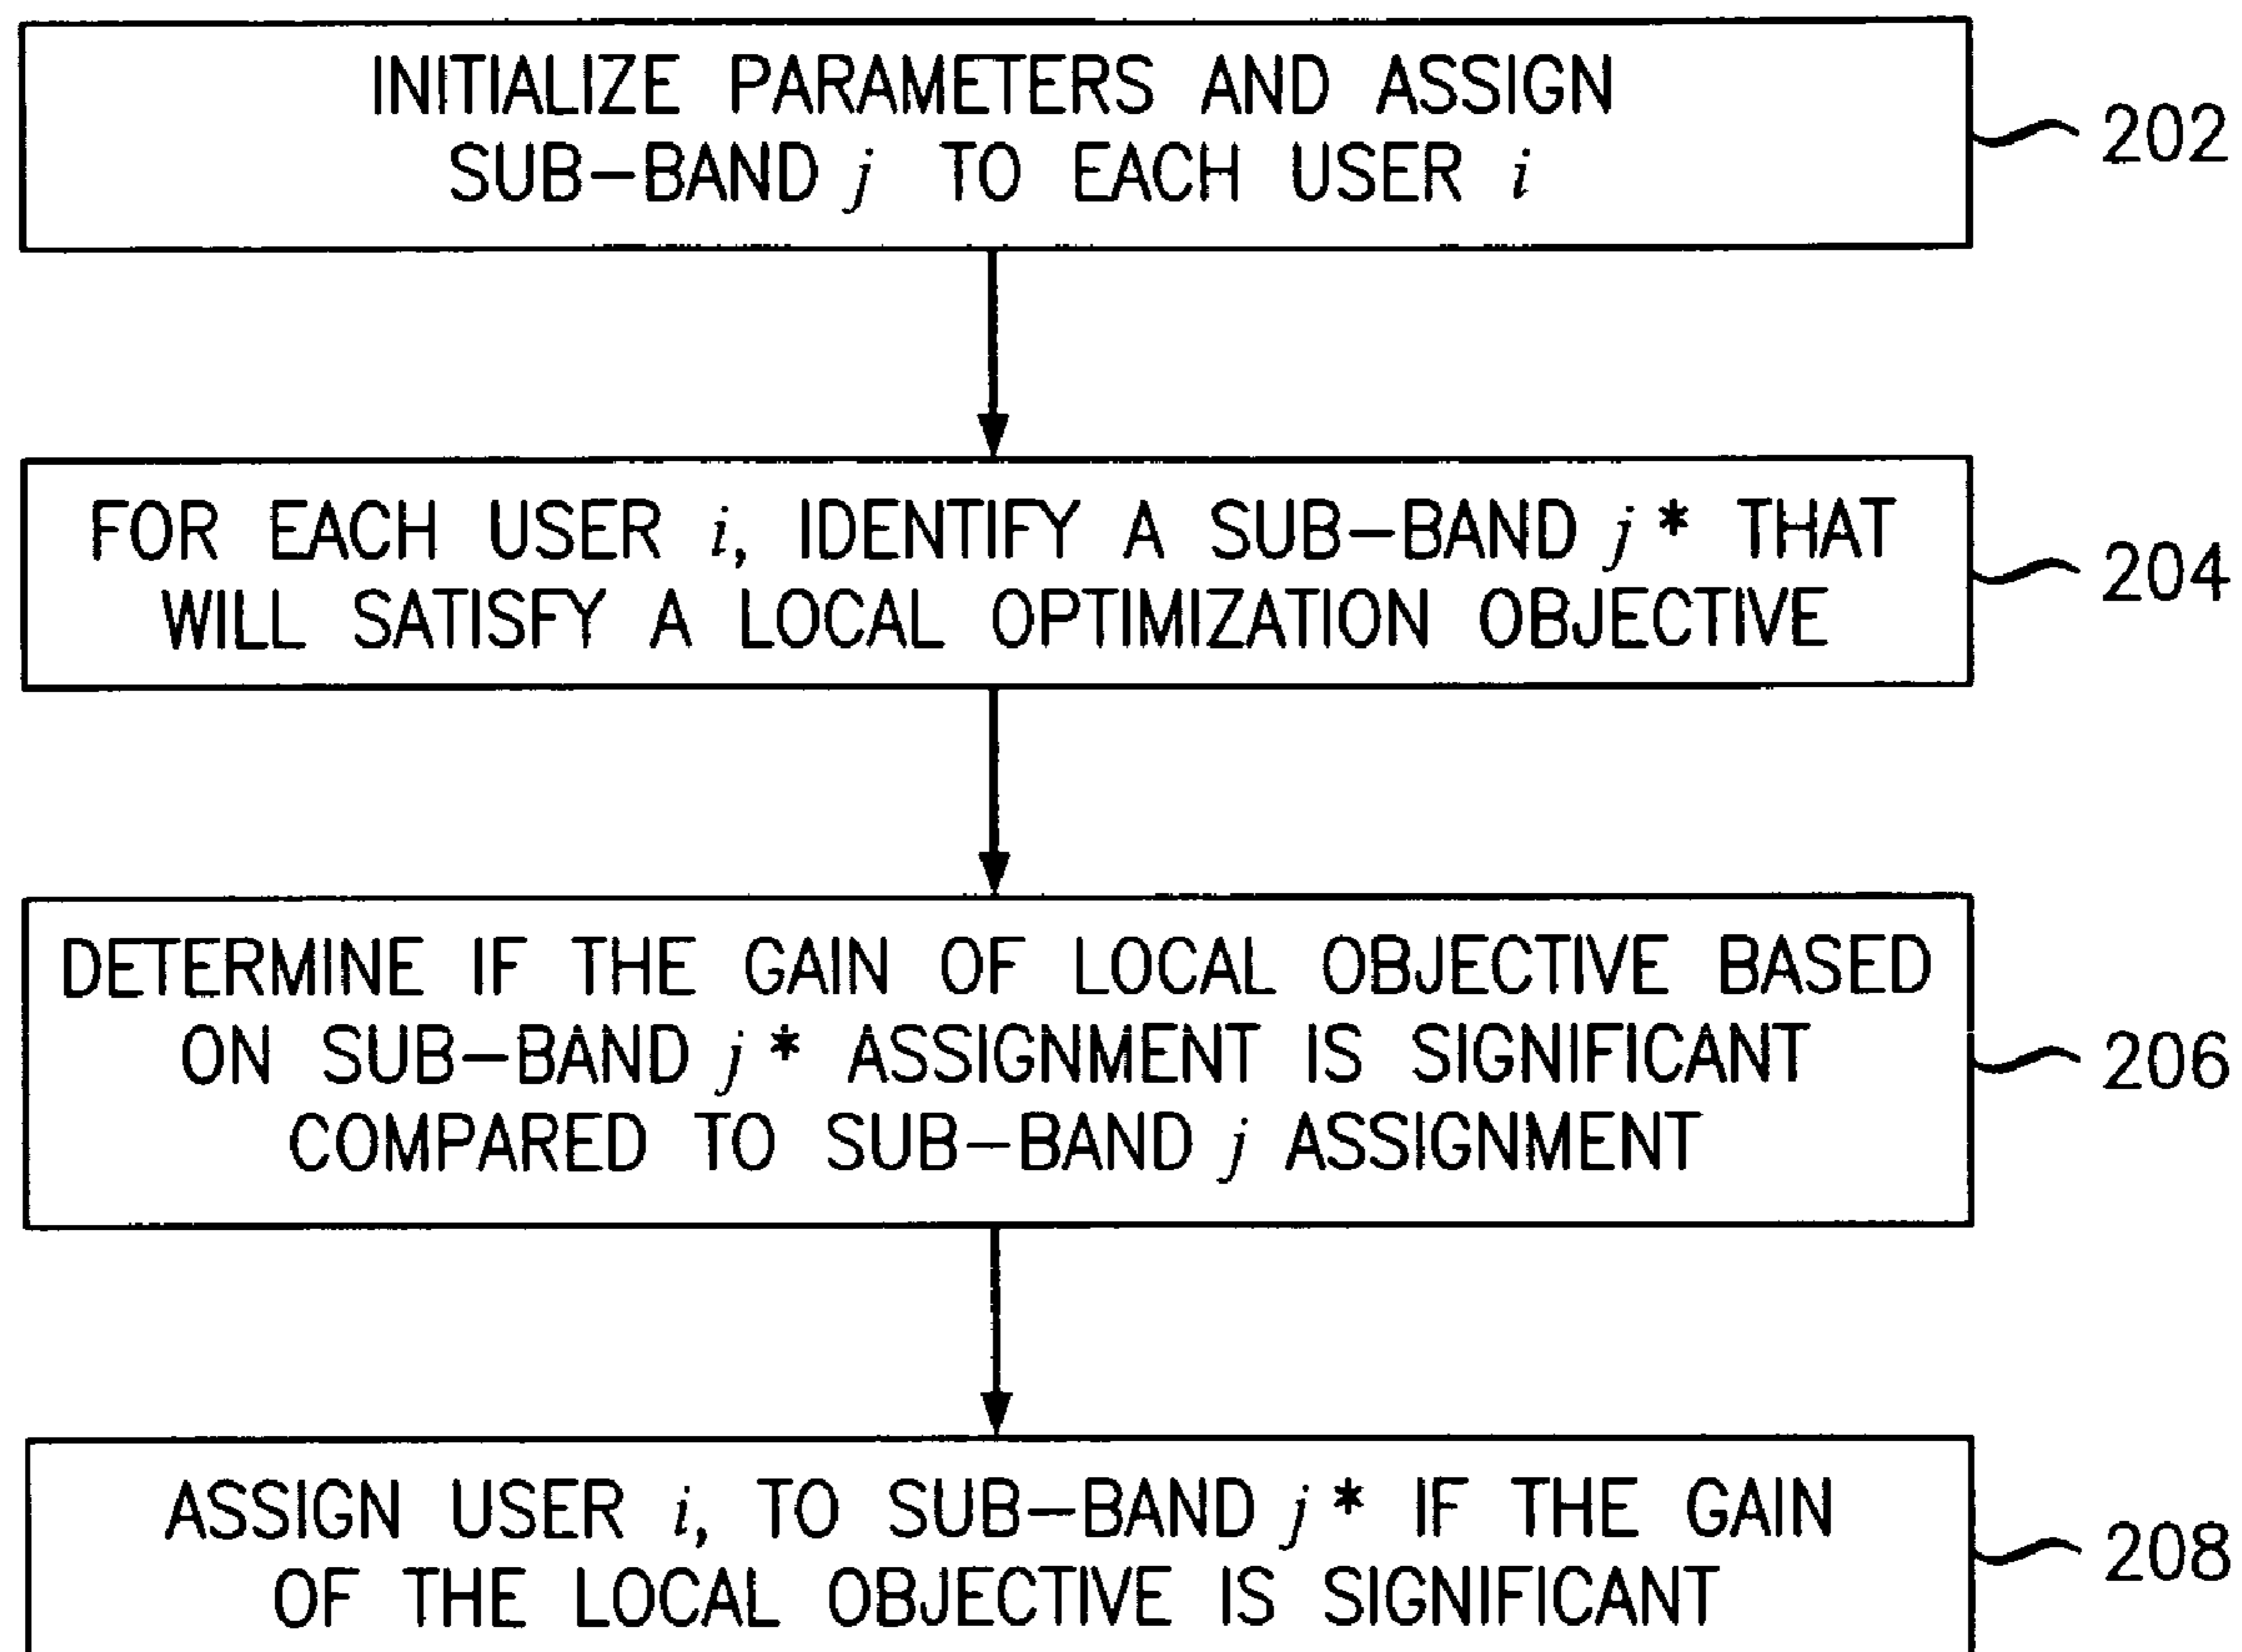 INITIALIZE PARAMETERS AND ASSIGN
SUB-BAND j TO EACH USER i
202
FOR EACH USER i, IDENTIFY A SUB-BAND j* THAT
WILL SATISFY A LOCAL OPTIMIZATION OBJECTIVE
204
DETERMINE IF THE GAIN OF LOCAL OBJECTIVE BASED
ON SUB-BAND j* ASSIGNMENT IS SIGNIFICANT
COMPARED TO SUB-BAND j ASSIGNMENT
206
ASSIGN USER i, TO SUB-BAND j* IF THE GAIN
OF THE LOCAL OBJECTIVE IS SIGNIFICANT
208